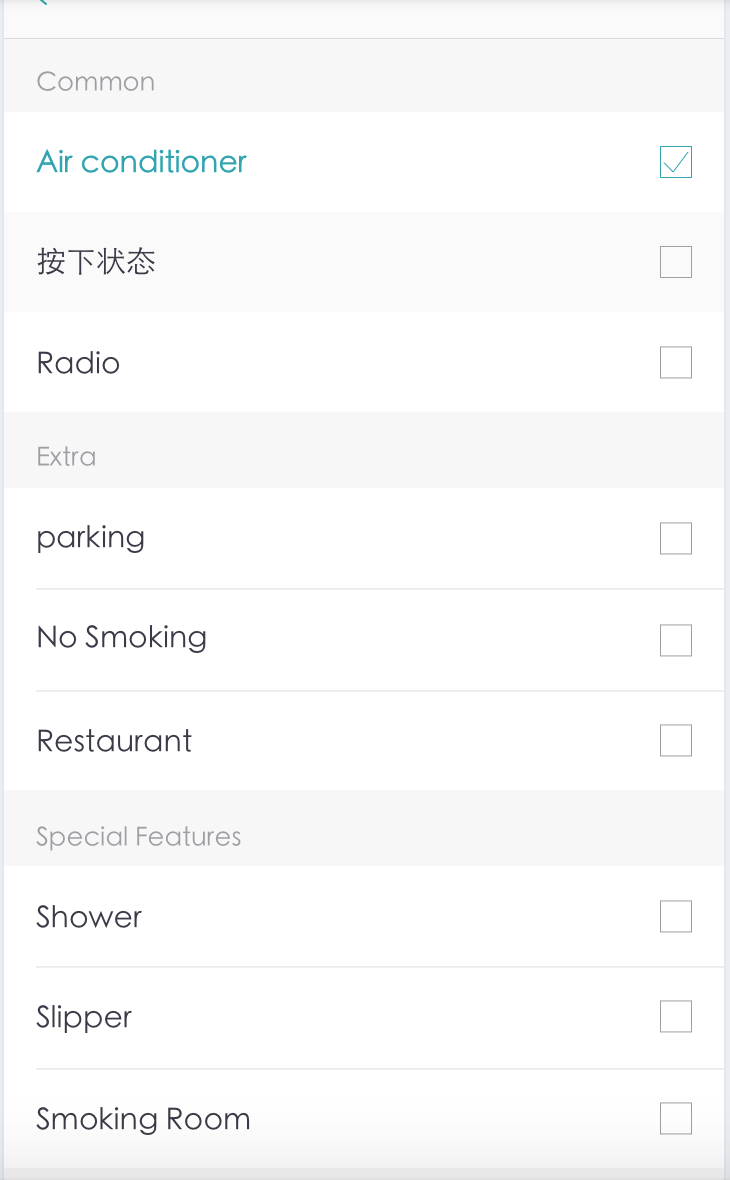 Common
Air conditioner
按下状态
Radio
Extra
parking
No Smoking
Restaurant
Special Features
Shower
Slipper
Smoking Room